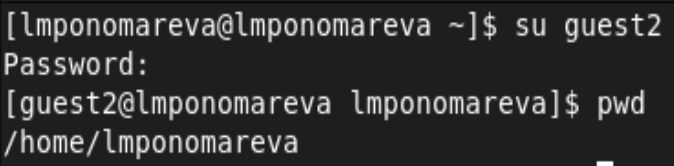 [lmponomareva@lmponomareva ~]$ su guest2
Password:
[guest2@lmponomareva lmponomareva]$ pwd
/home/lmponomareva